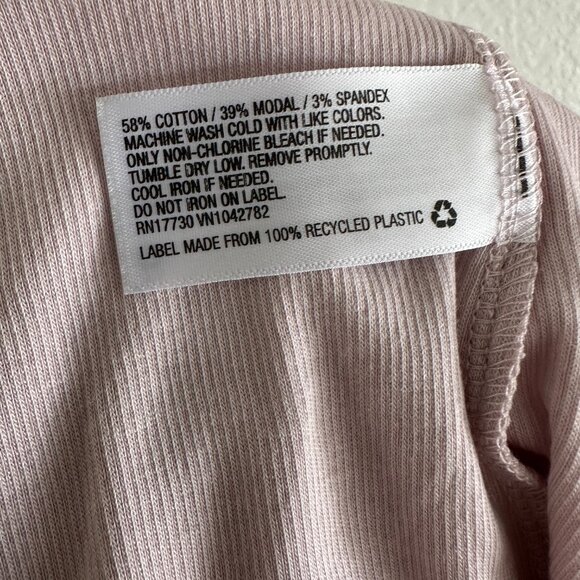 58% COTTON / 39% MODAL / 3% SPANDEX
MACHINE WASH COLD WITH LIKE COLORS.
ONLY NON-CHLORINE BLEACH IF NEEDED.
TUMBLE DRY LOW. REMOVE PROMPTLY.
COOL IRON IF NEEDED.
DO NOT IRON ON LABEL.
RN17730 VN1042782
LABEL MADE FROM 100% RECYCLED PLASTIC